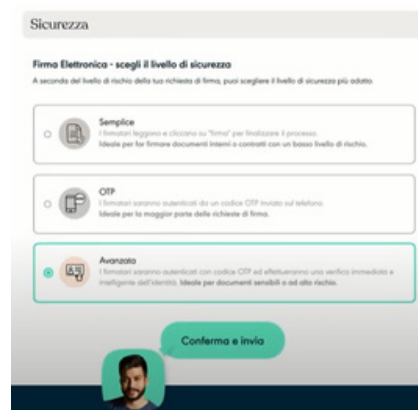 Sicurezza
Firma Elettronica - scegli il livello di sicurezza
A seconda del livello di rischio della tua richiesta di firma, puoi scegliere il livello di sicurezza più adatto.
Semplice
I firmatari leggono e cliccano su "firma" per finalizzare il processo.
Ideale per far firmare documenti interni o contratti con un basso livello di rischio.
OTP
I firmatari saranno autenticati da un codice OTP inviato sul telefono.
Ideale per la maggior parte delle richieste di firma.
Avanzata
I firmatari saranno autenticati con codice OTP ed effettueranno una verifica immediata e
intelligente dell'identità. Ideale per documenti sensibili o ad alto rischio.
Conferma e invia